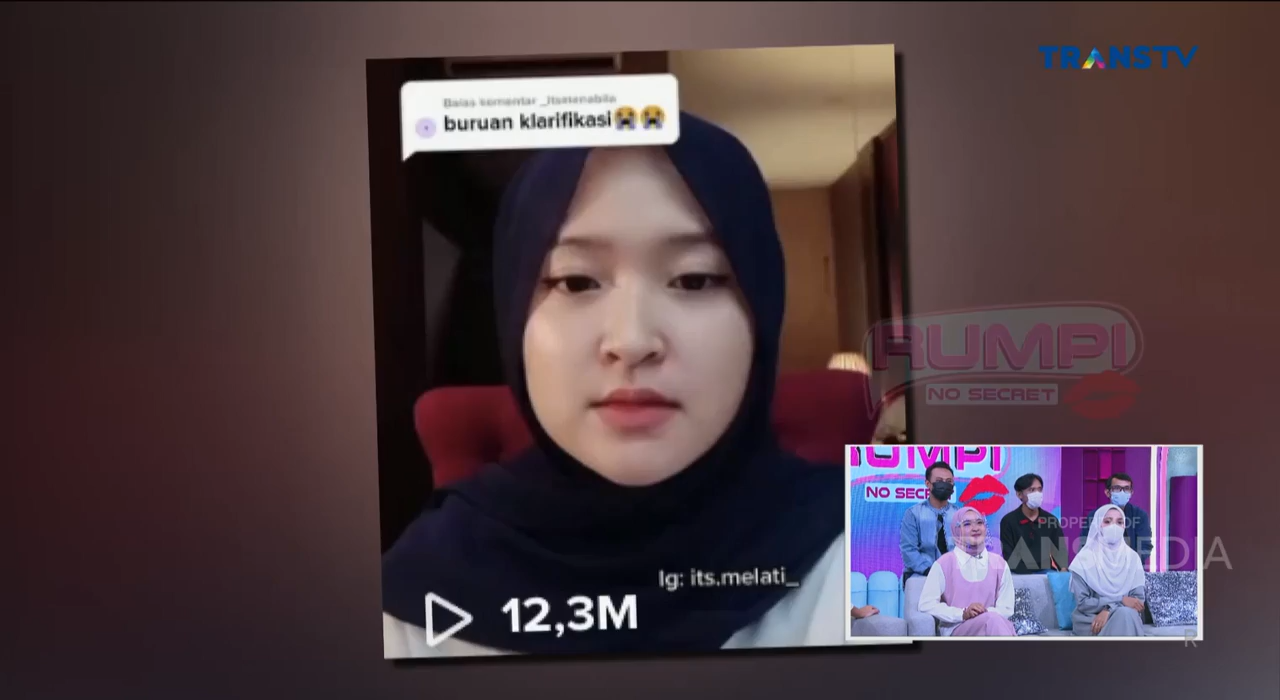 TRANSTV
Balas komentar _itsmenabila
buruan klarifikasi😭😭
RUMPI
NO SECRET
Ig: its.melati_
12,3M
RUMPI
NO SECR
PROPERTY OF
TRANSMEDIA
R